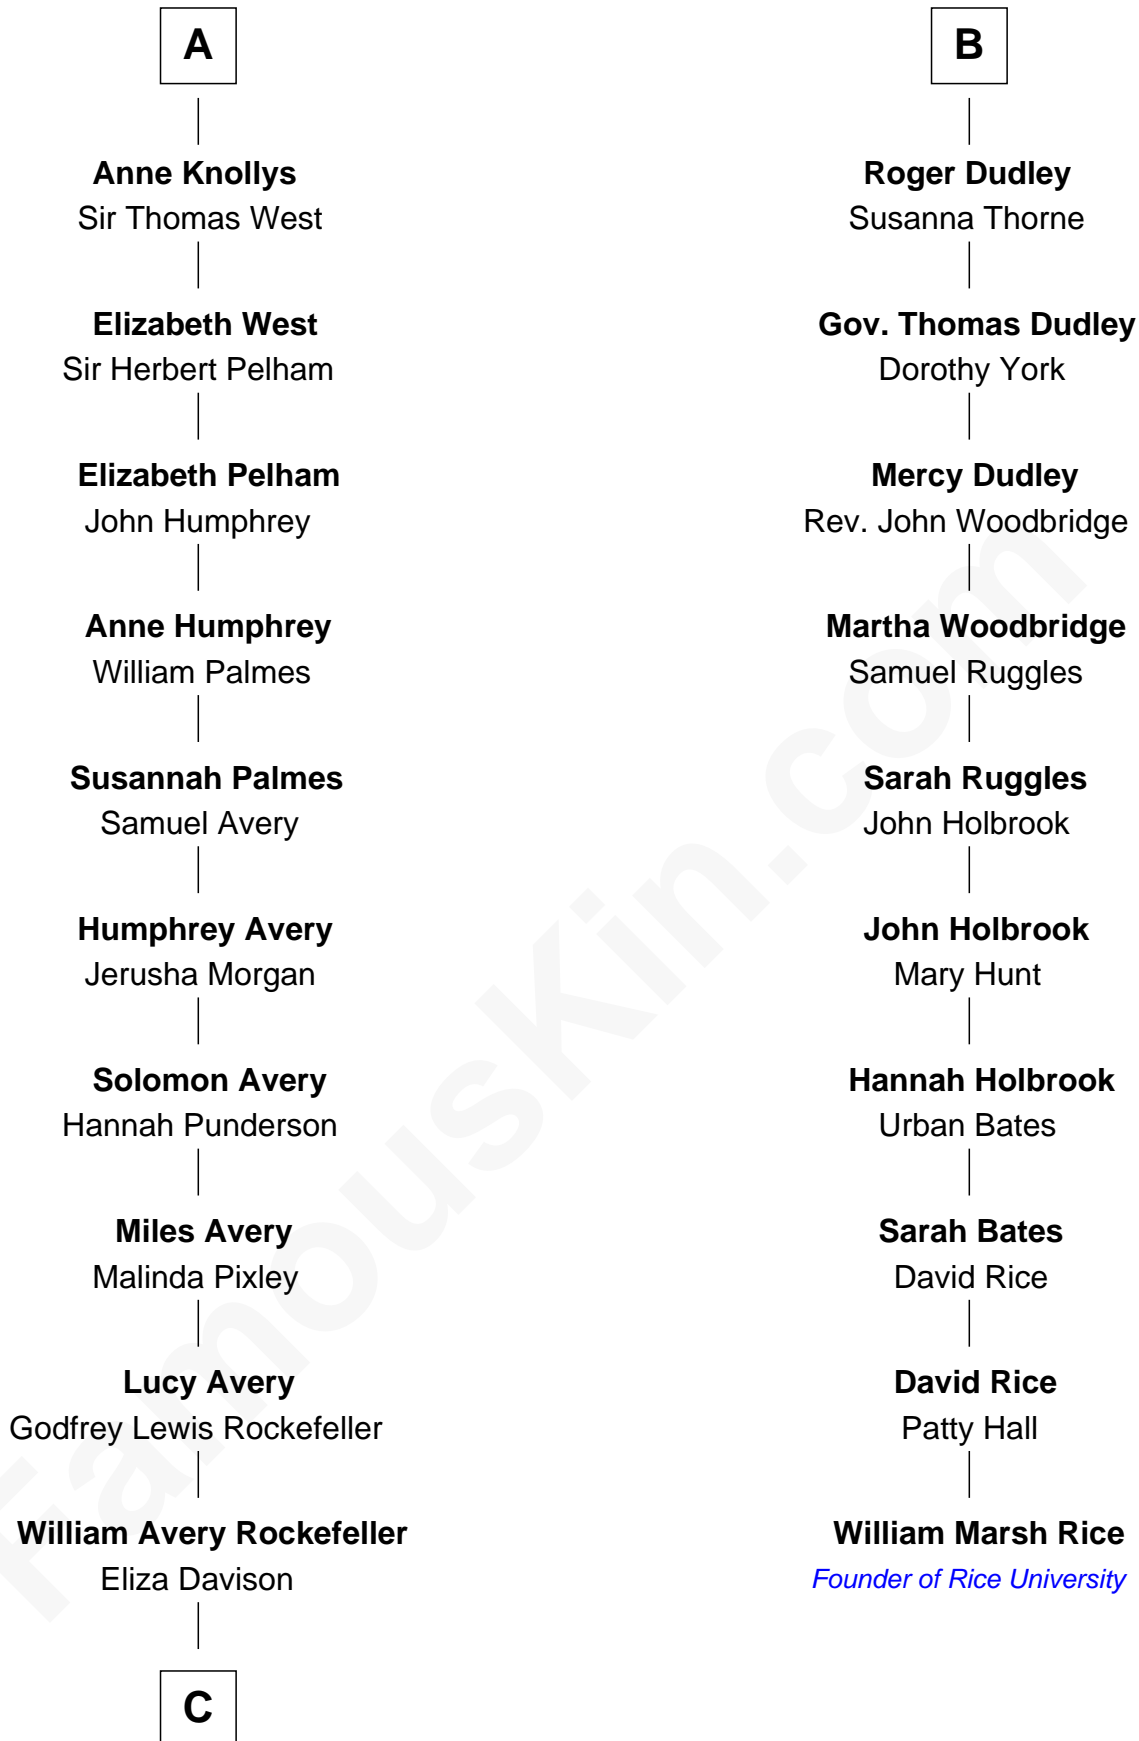 A
Anne Knollys
Sir Thomas West
Elizabeth West
Sir Herbert Pelham
Elizabeth Pelham
John Humphrey
Anne Humphrey
William Palmes
Susannah Palmes
Samuel Avery
Humphrey Avery
Jerusha Morgan
Solomon Avery
Hannah Punderson
Miles Avery
Malinda Pixley
Lucy Avery
Godfrey Lewis Rockefeller
William Avery Rockefeller
Eliza Davison
C
B
Roger Dudley
Susanna Thorne
Gov. Thomas Dudley
Dorothy York
Mercy Dudley
Rev. John Woodbridge
Martha Woodbridge
Samuel Ruggles
Sarah Ruggles
John Holbrook
John Holbrook
Mary Hunt
Hannah Holbrook
Urban Bates
Sarah Bates
David Rice
David Rice
Patty Hall
William Marsh Rice
Founder of Rice University
FamousKin.com